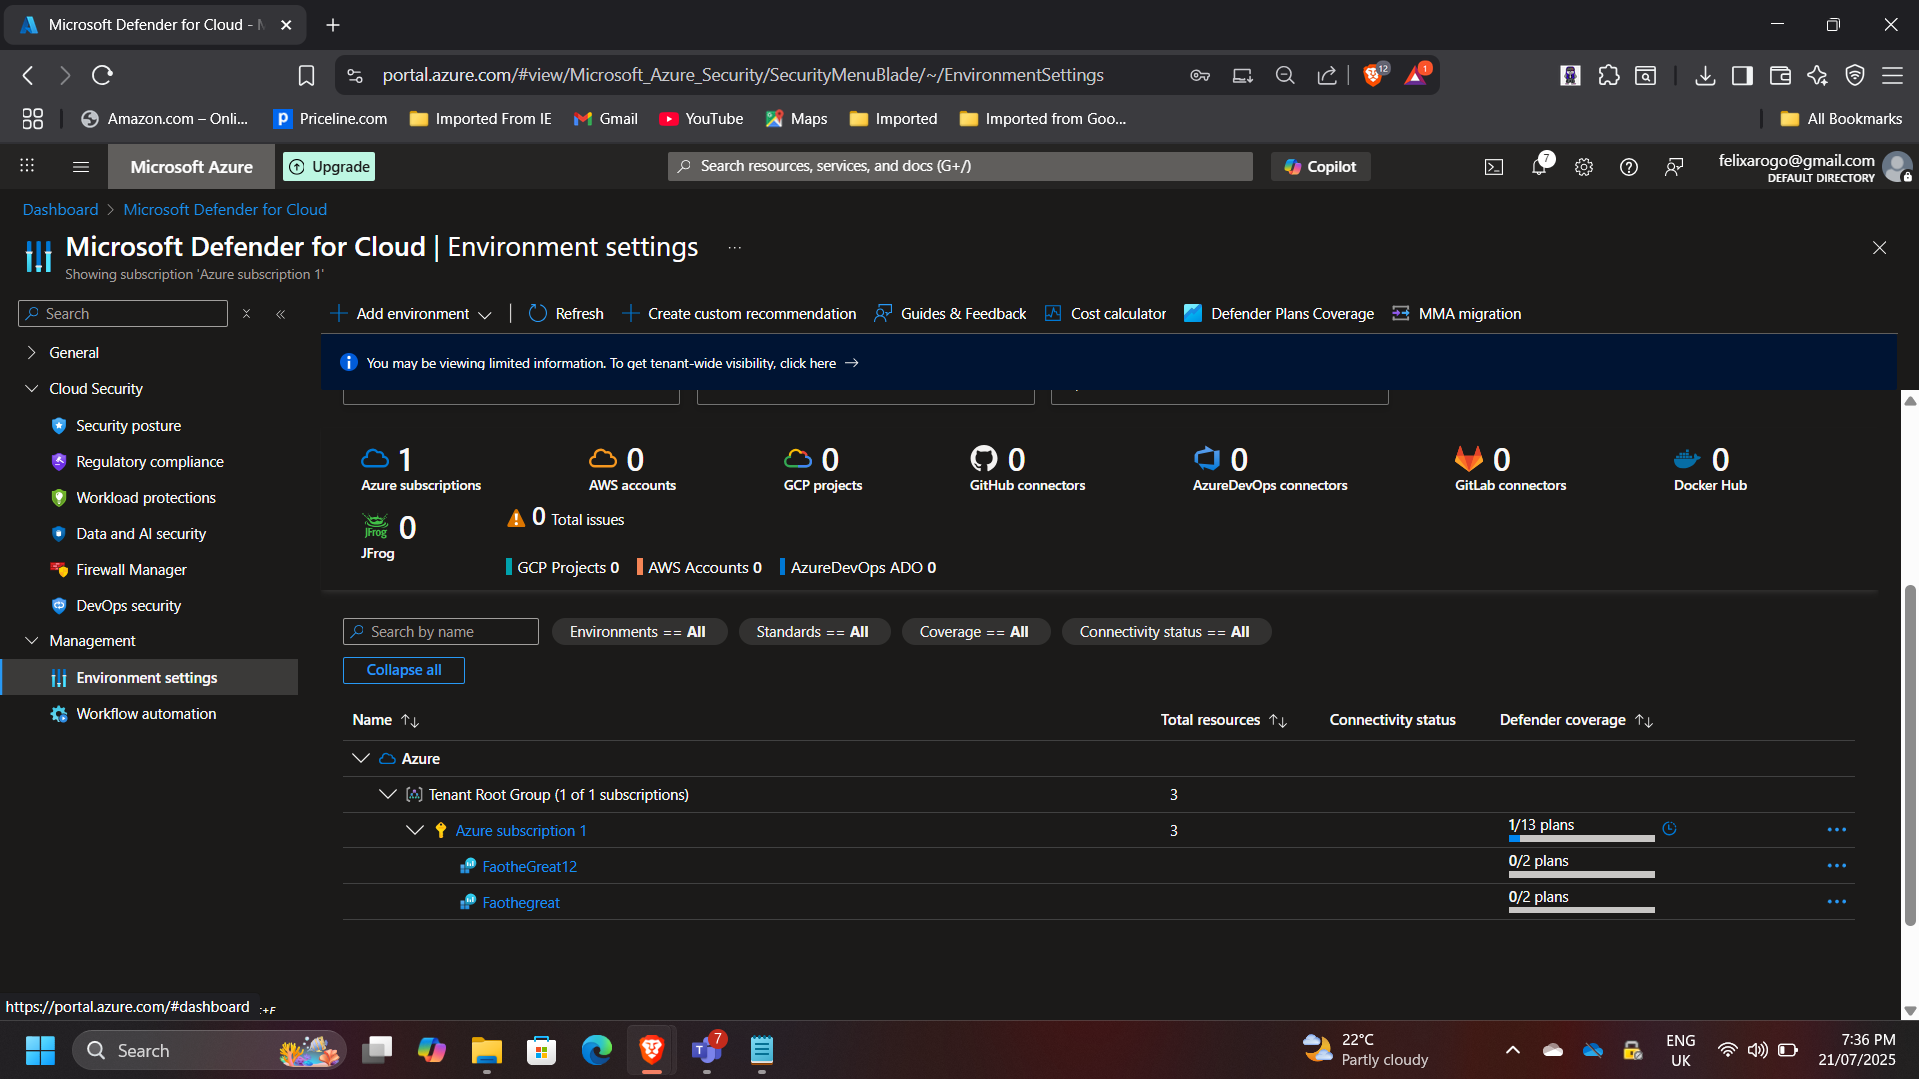 Microsoft Defender for Cloud - M
portal.azure.com/#view/Microsoft_Azure_Security/SecurityMenuBlade/~/EnvironmentSettings
12
1
Amazon.com – Onli...
Priceline.com
Imported From IE
Gmail
YouTube
Maps
Imported
Imported from Goo...
All Bookmarks
Microsoft Azure
Upgrade
Search resources, services, and docs (G+/)
Copilot
7
felixarogo@gmail.com
DEFAULT DIRECTORY
Dashboard > Microsoft Defender for Cloud
Microsoft Defender for Cloud | Environment settings
...
Showing subscription 'Azure subscription 1'
Search
General
Cloud Security
Security posture
Regulatory compliance
Workload protections
Data and AI security
Firewall Manager
DevOps security
Management
Environment settings
Workflow automation
Add environment
Refresh
Create custom recommendation
Guides & Feedback
Cost calculator
Defender Plans Coverage
MMA migration
You may be viewing limited information. To get tenant-wide visibility, click here →
1
Azure subscriptions
0
AWS accounts
0
GCP projects
0
GitHub connectors
0
AzureDevOps connectors
0
GitLab connectors
0
Docker Hub
JFrog
0
JFrog
0 Total issues
GCP Projects 0
AWS Accounts 0
AzureDevOps ADO 0
Search by name
Environments == All
Standards == All
Coverage == All
Connectivity status == All
Collapse all
Name
Total resources
Connectivity status
Defender coverage
Azure
Tenant Root Group (1 of 1 subscriptions)
3
Azure subscription 1
3
1/13 plans
FaotheGreat12
0/2 plans
Faothegreat
0/2 plans
https://portal.azure.com/#dashboard
+F
Search
7
22°C
Partly cloudy
ENG
UK
7:36 PM
21/07/2025